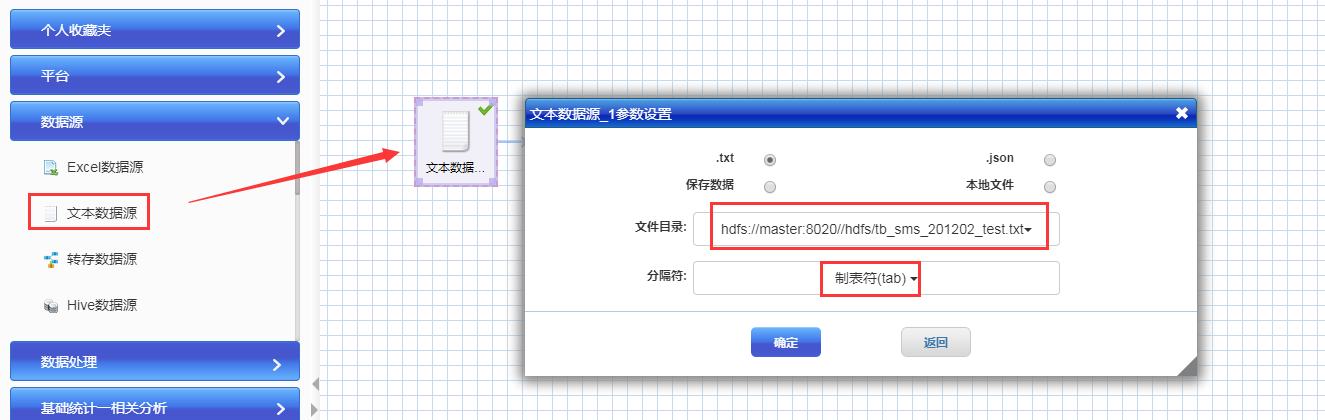 个人收藏夹
平台
数据源
Excel数据源
文本数据源
转存数据源
Hive数据源
数据处理
基础统计—相关分析
文本数据...
文本数据源_1参数设置
.txt
.json
保存数据
本地文件
文件目录: hdfs://master:8020//hdfs/tb_sms_201202_test.txt
分隔符: 制表符(tab)
确定
返回